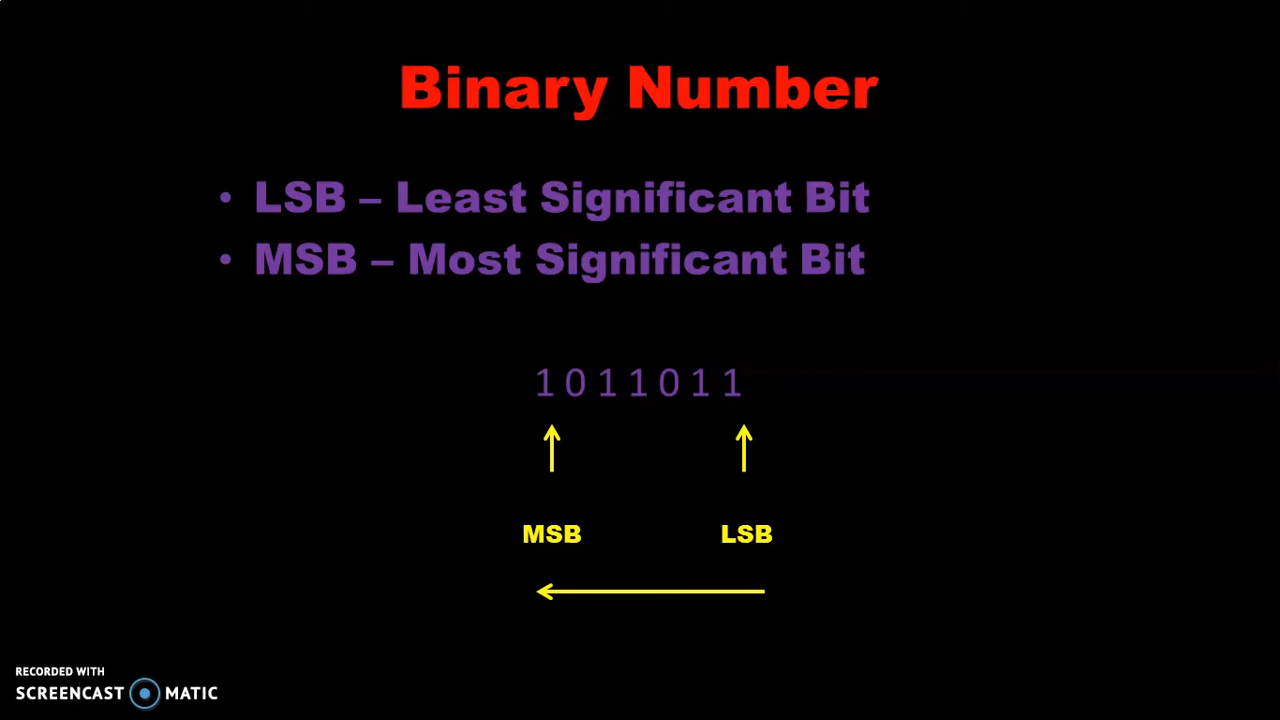 Binary Number
• LSB – Least Significant Bit
• MSB – Most Significant Bit
1 0 1 1 0 1 1
MSB LSB
RECORDED WITH
SCREENCAST MATIC